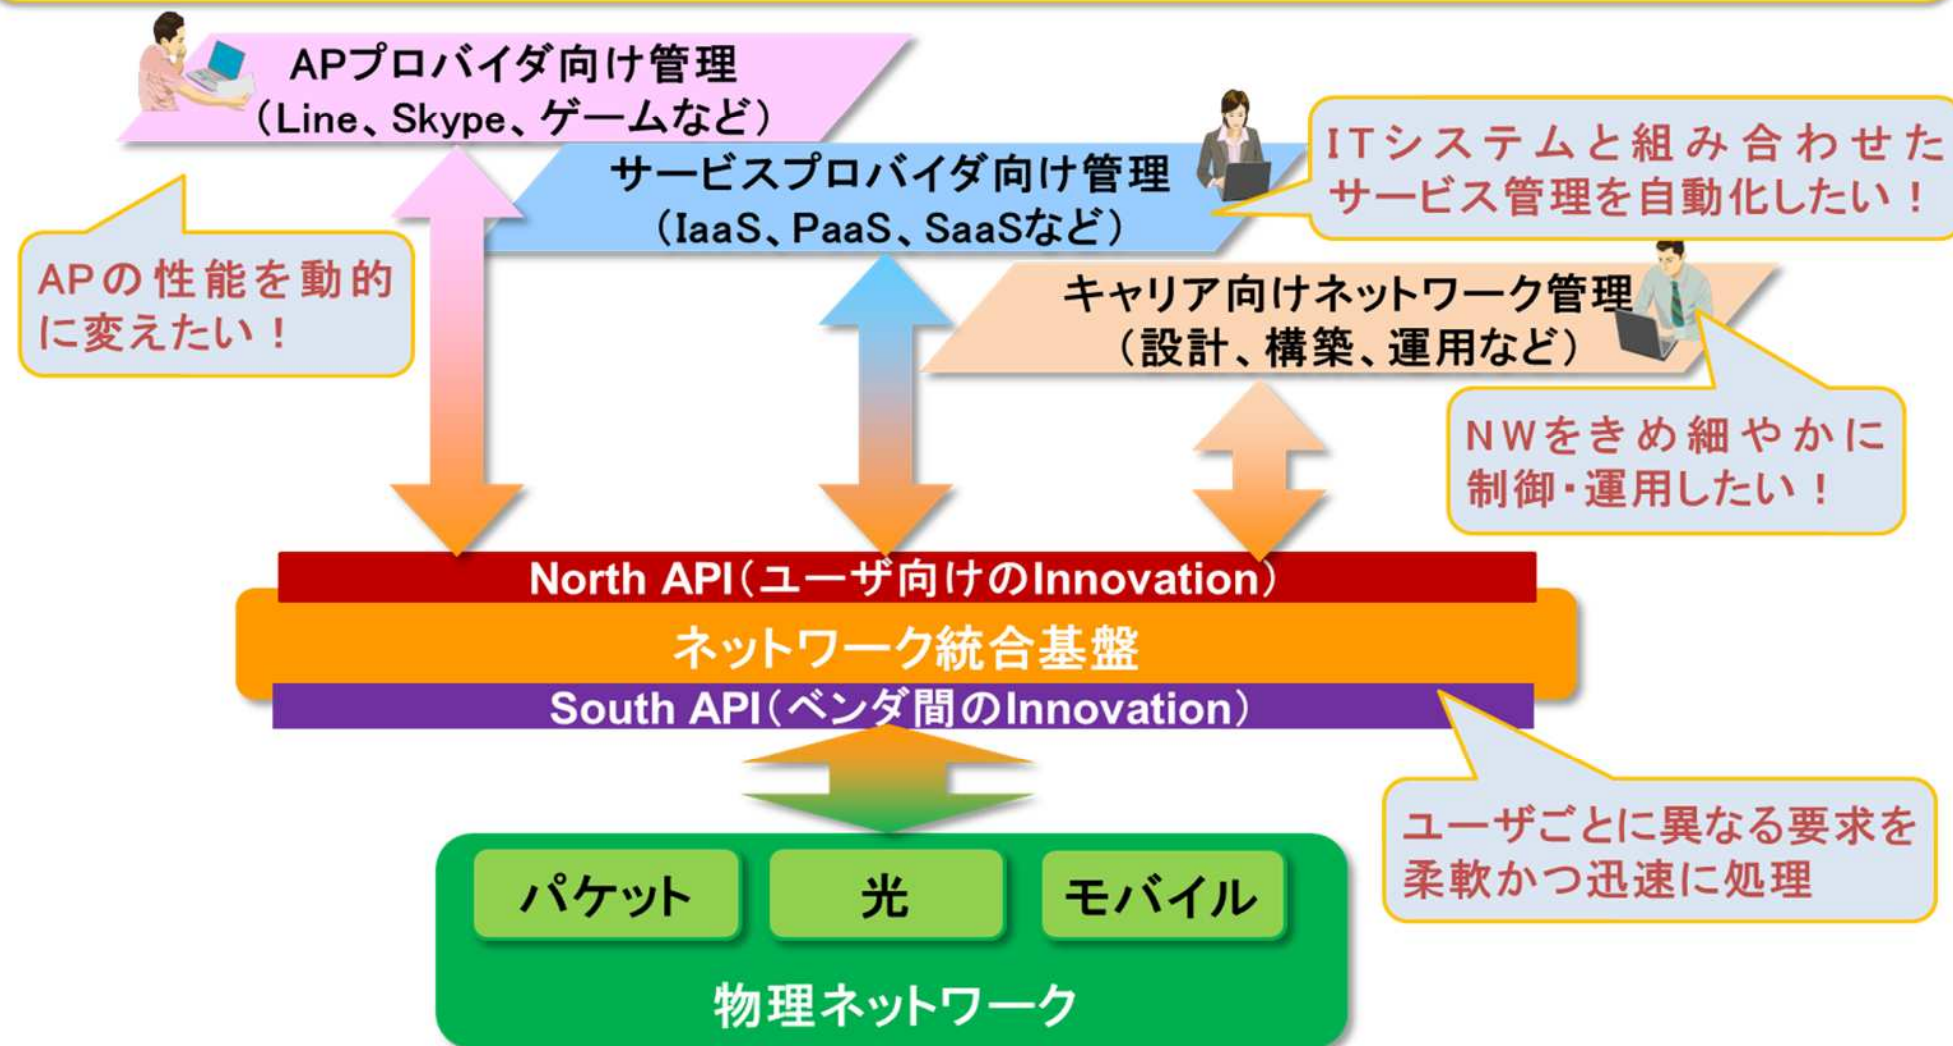 APプロバイダ向け管理
（Line、Skype、ゲームなど）
サービスプロバイダ向け管理
（IaaS、PaaS、SaaSなど）
ITシステムと組み合わせた
サービス管理を自動化したい！
APの性能を動的
に変えたい！
キャリア向けネットワーク管理
（設計、構築、運用など）
NWをきめ細やかに
制御・運用したい！
North API（ユーザ向けのInnovation）
ネットワーク統合基盤
South API（ベンダ間のInnovation）
ユーザごとに異なる要求を
柔軟かつ迅速に処理
パケット
光
モバイル
物理ネットワーク